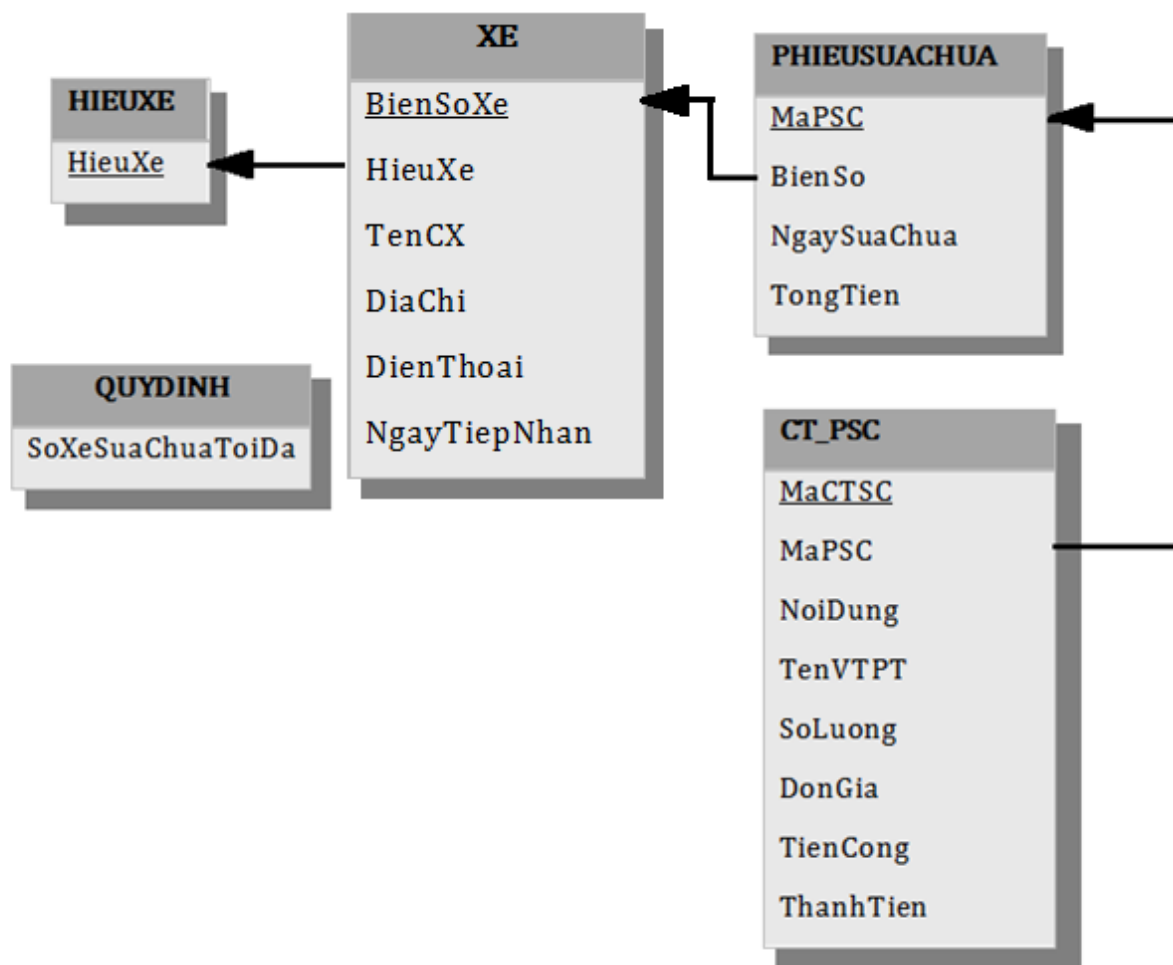 HIEUXE
HieuXe
QUYDINH
SoXeSuaChuaToiDa
XE
BienSoXe
HieuXe
TenCX
DiaChi
DienThoai
NgayTiepNhan
PHIEUSUACHUA
MaPSC
BienSo
NgaySuaChua
TongTien
CT_PSC
MaCTSC
MaPSC
NoiDung
TenVTPT
SoLuong
DonGia
TienCong
ThanhTien